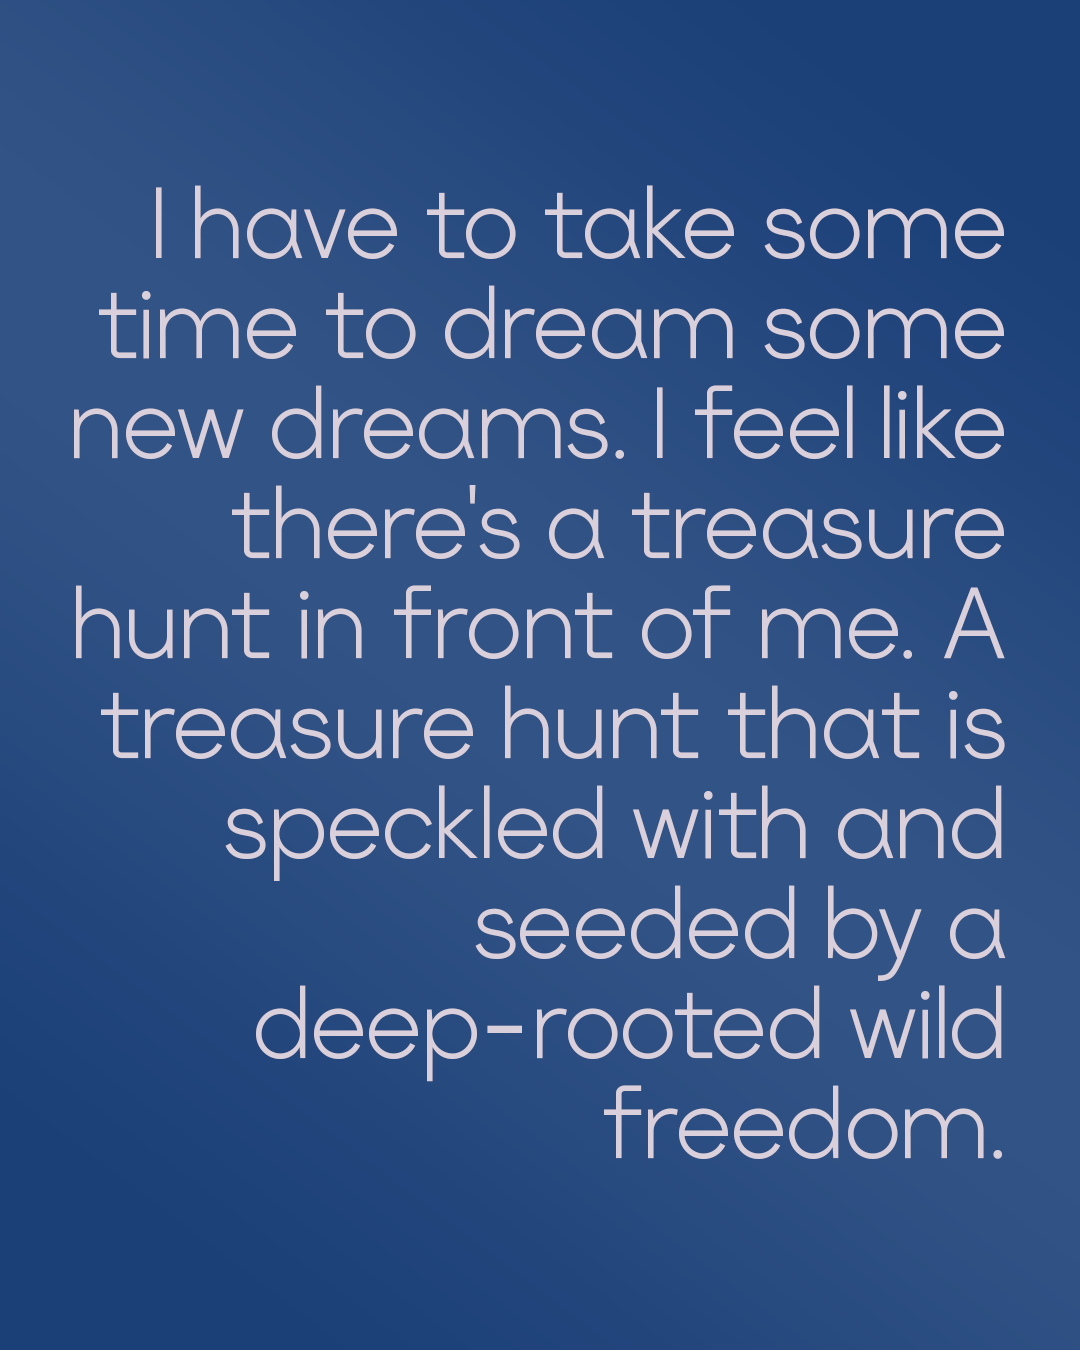 I have to take some
time to dream some
new dreams. I feel like
there's a treasure
hunt in front of me. A
treasure hunt that is
speckled with and
seeded by a
deep-rooted wild
freedom.